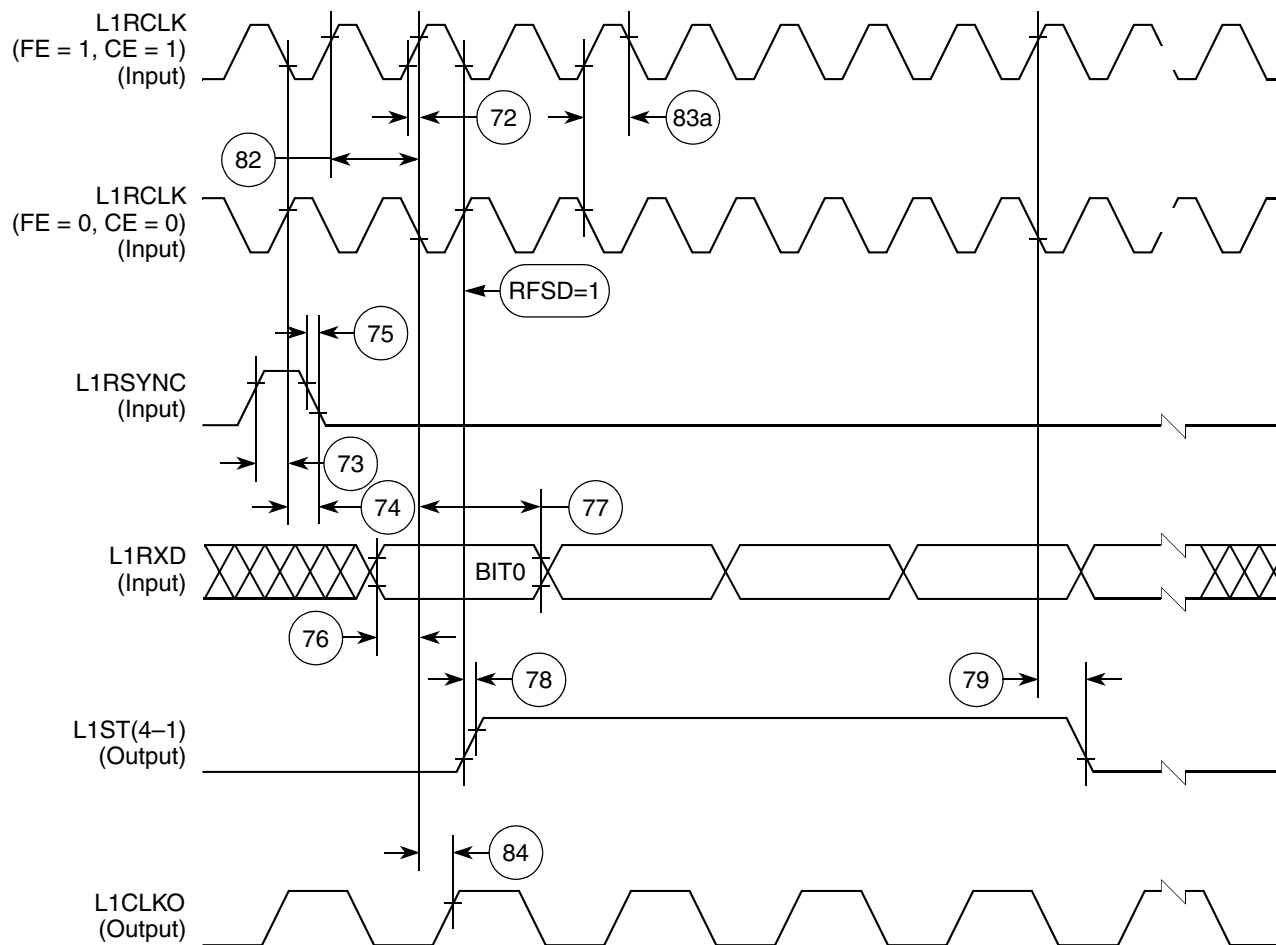 L1RCLK
(FE = 1, CE = 1)
(Input)
72
83a
82
L1RCLK
(FE = 0, CE = 0)
(Input)
RFSD=1
75
L1RSYNC
(Input)
73
74
77
L1RXD
(Input)
BIT0
76
78
79
L1ST(4–1)
(Output)
84
L1CLKO
(Output)